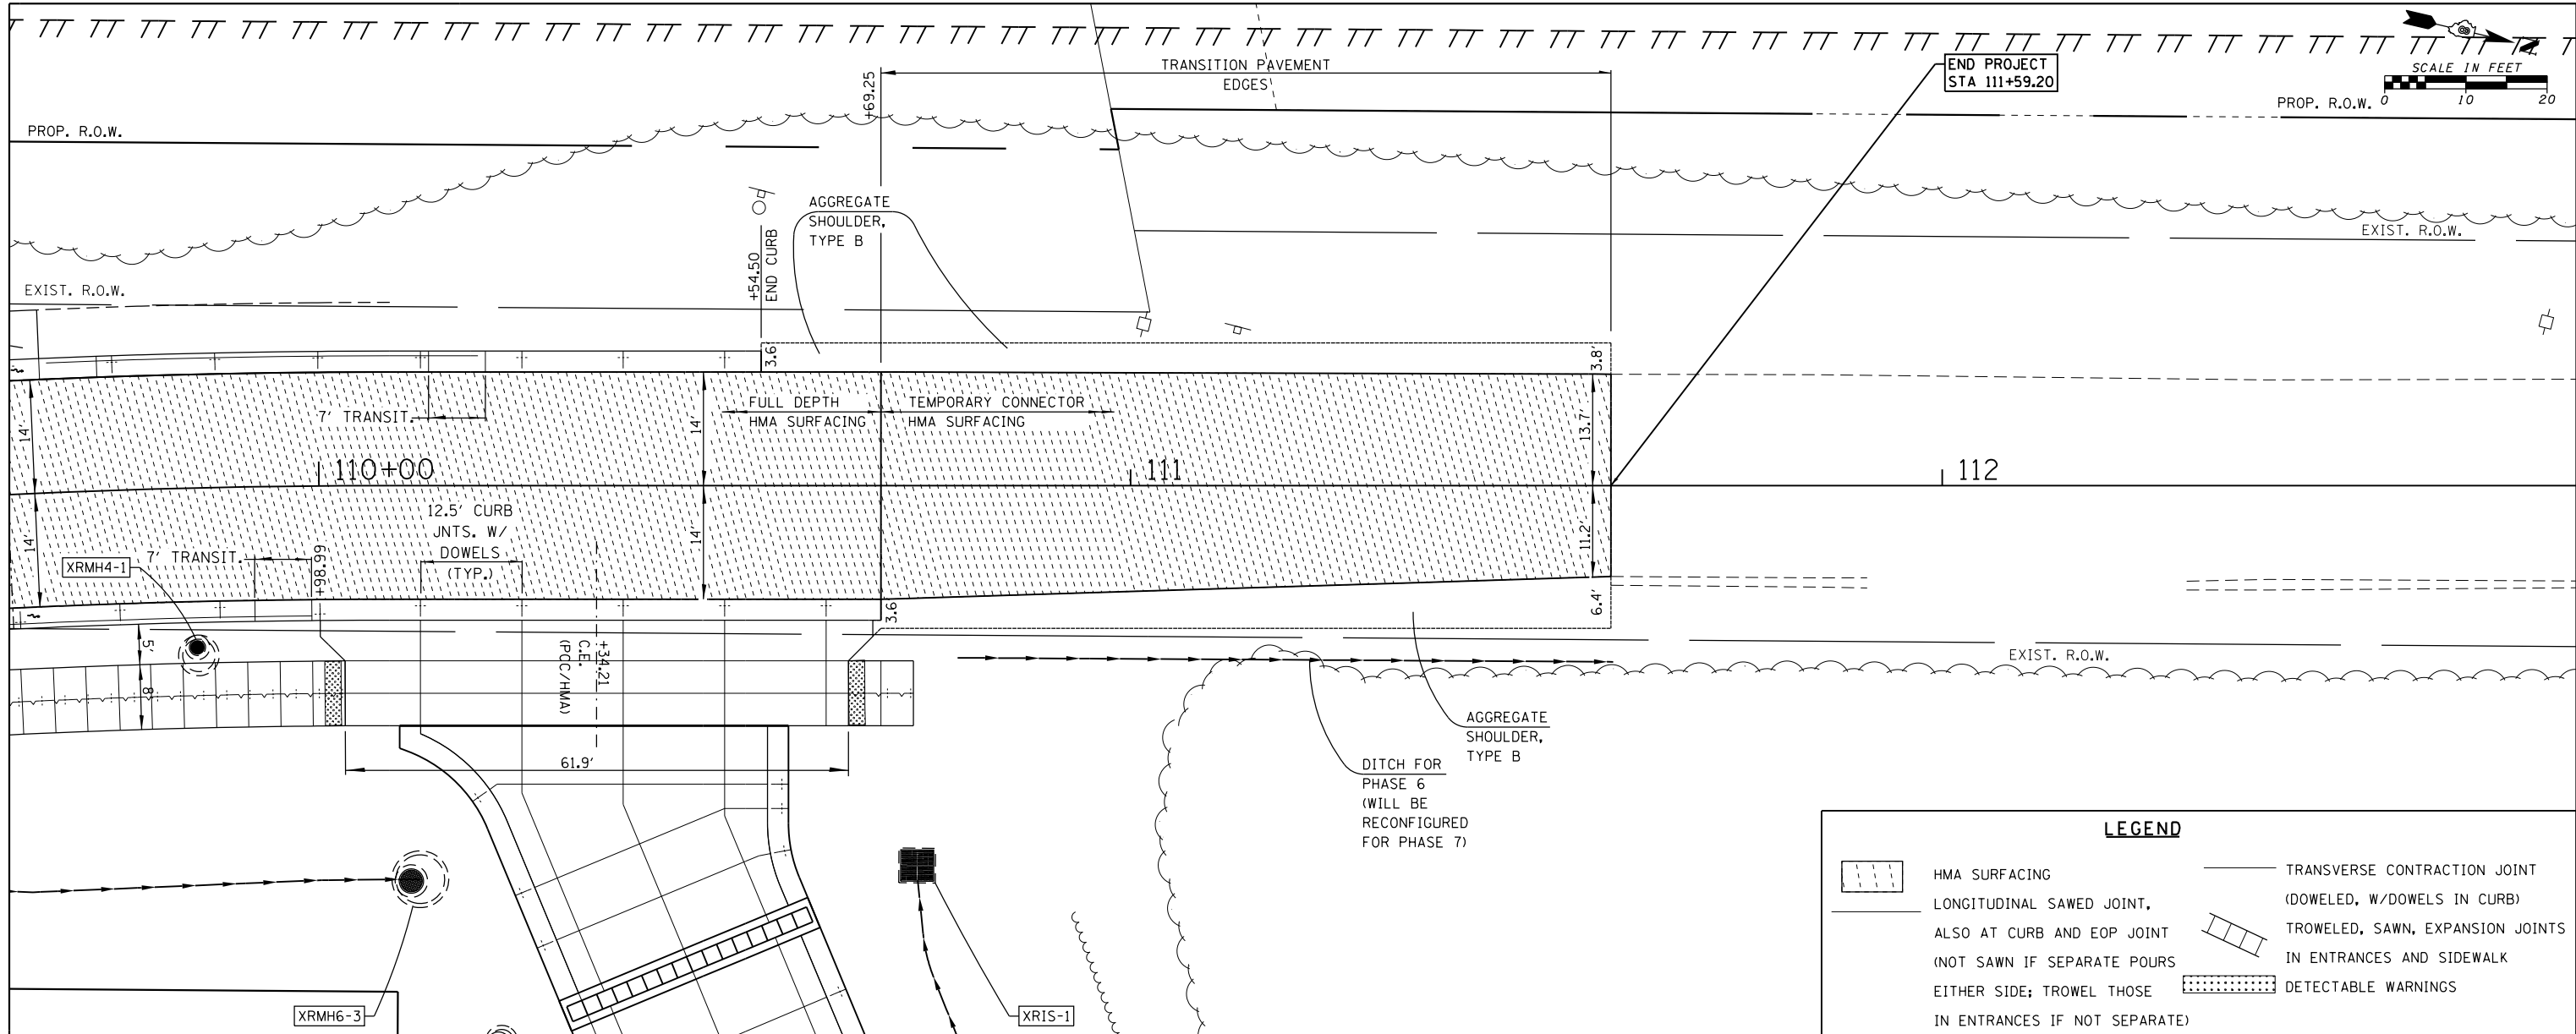 TRANSITION PAVEMENT
EDGES
END PROJECT
STA 111+59.20
SCALE IN FEET
0 10 20
PROP. R.O.W.
PROP. R.O.W.
+69.25
AGGREGATE
SHOULDER,
TYPE B
+54.50
END CURB
EXIST. R.O.W.
EXIST. R.O.W.
3.6
3.8'
14'
7' TRANSIT.
14'
FULL DEPTH
HMA SURFACING
TEMPORARY CONNECTOR
HMA SURFACING
13.7'
110+00
111
112
14'
7' TRANSIT.
+98.99
12.5' CURB
JNTS. W/
DOWELS
(TYP.)
14'
11.2'
XRMH4-1
3.6
6.4'
5'
8'
+34.21
C.E.
(PCC/HMA)
EXIST. R.O.W.
61.9'
AGGREGATE
SHOULDER,
TYPE B
DITCH FOR
PHASE 6
(WILL BE
RECONFIGURED
FOR PHASE 7)
XRMH6-3
XRIS-1
LEGEND
HMA SURFACING
LONGITUDINAL SAWED JOINT,
ALSO AT CURB AND EOP JOINT
(NOT SAWN IF SEPARATE POURS
EITHER SIDE; TROWEL THOSE
IN ENTRANCES IF NOT SEPARATE)
TRANSVERSE CONTRACTION JOINT
(DOWELED, W/DOWELS IN CURB)
TROWELED, SAWN, EXPANSION JOINTS
IN ENTRANCES AND SIDEWALK
DETECTABLE WARNINGS